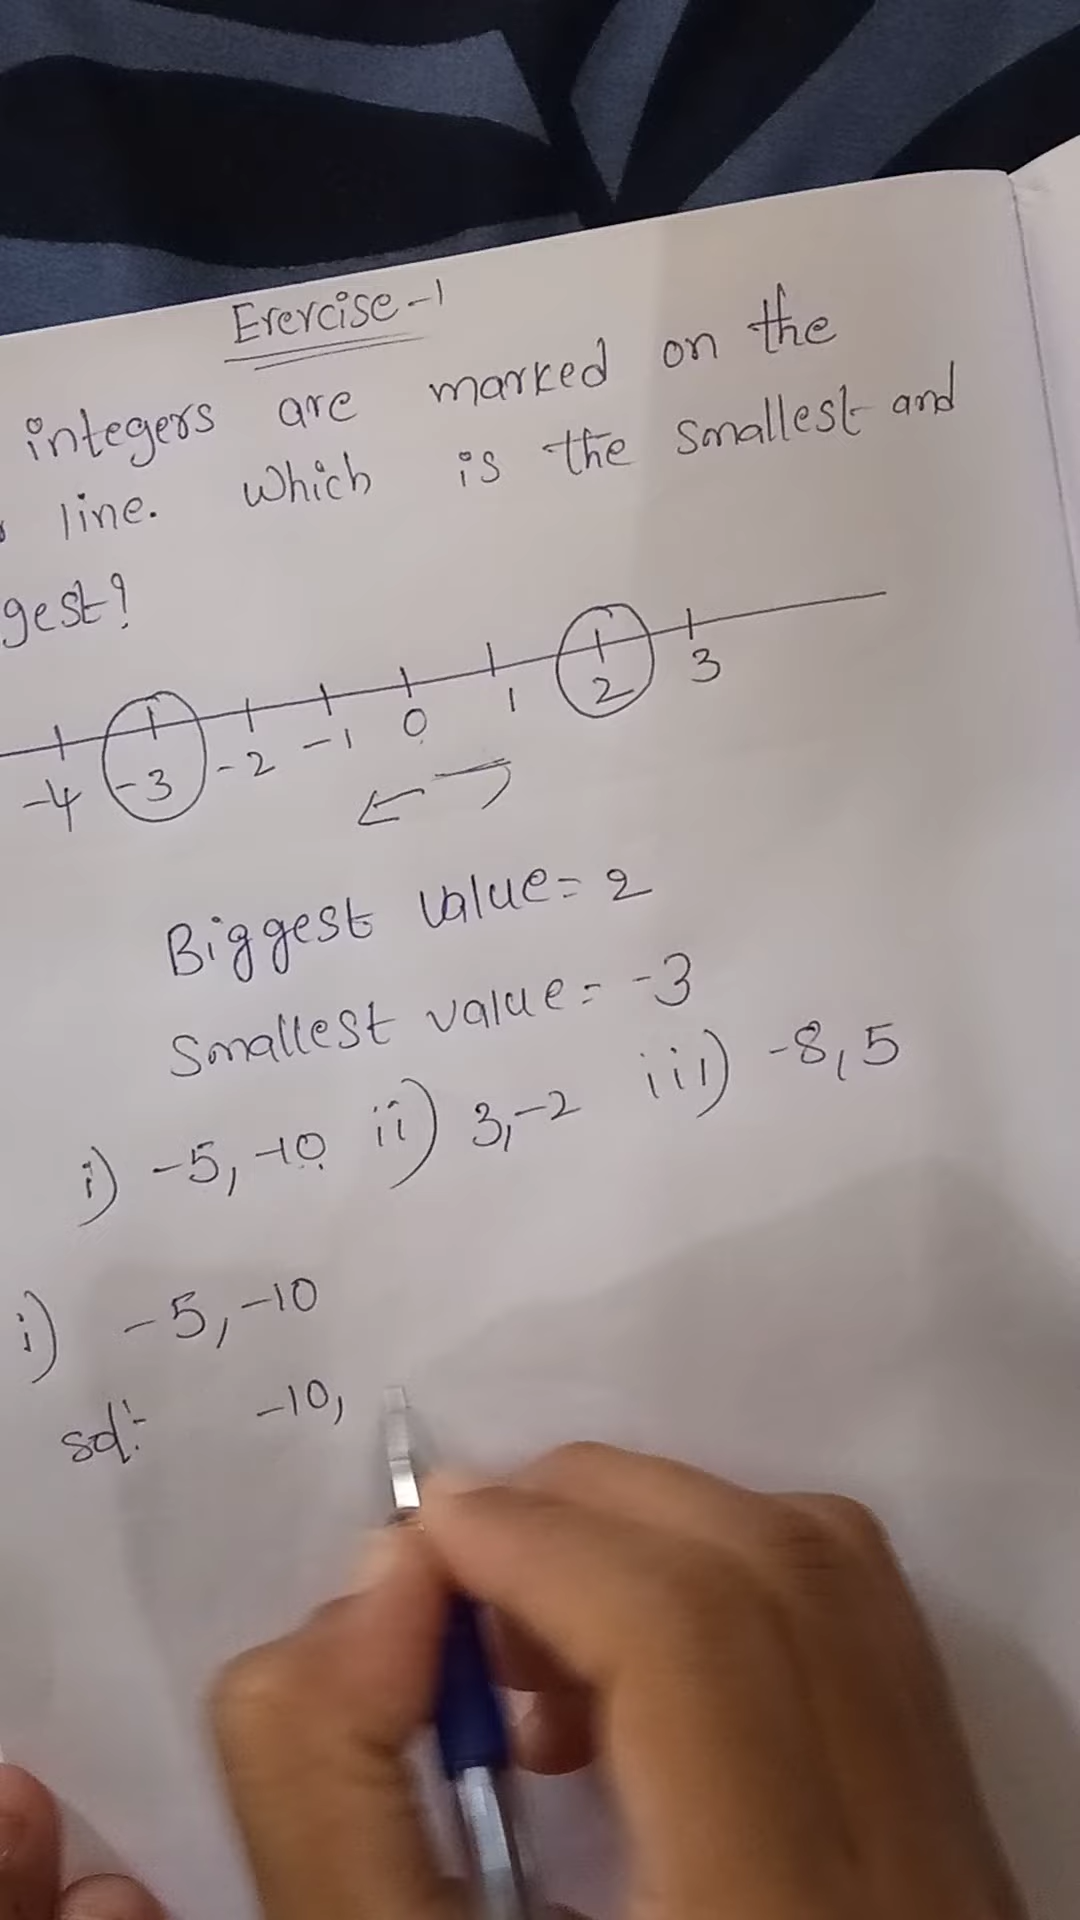 Exercise-1
integers are marked on the
line. Which is the smallest and
gest?
-4 -3 -2 -1 0 1 2 3
Biggest value = 2
Smallest value = -3
i) -5, -10 ii) 3, -2 iii) -8, 5
i) -5, -10
sol:- -10,